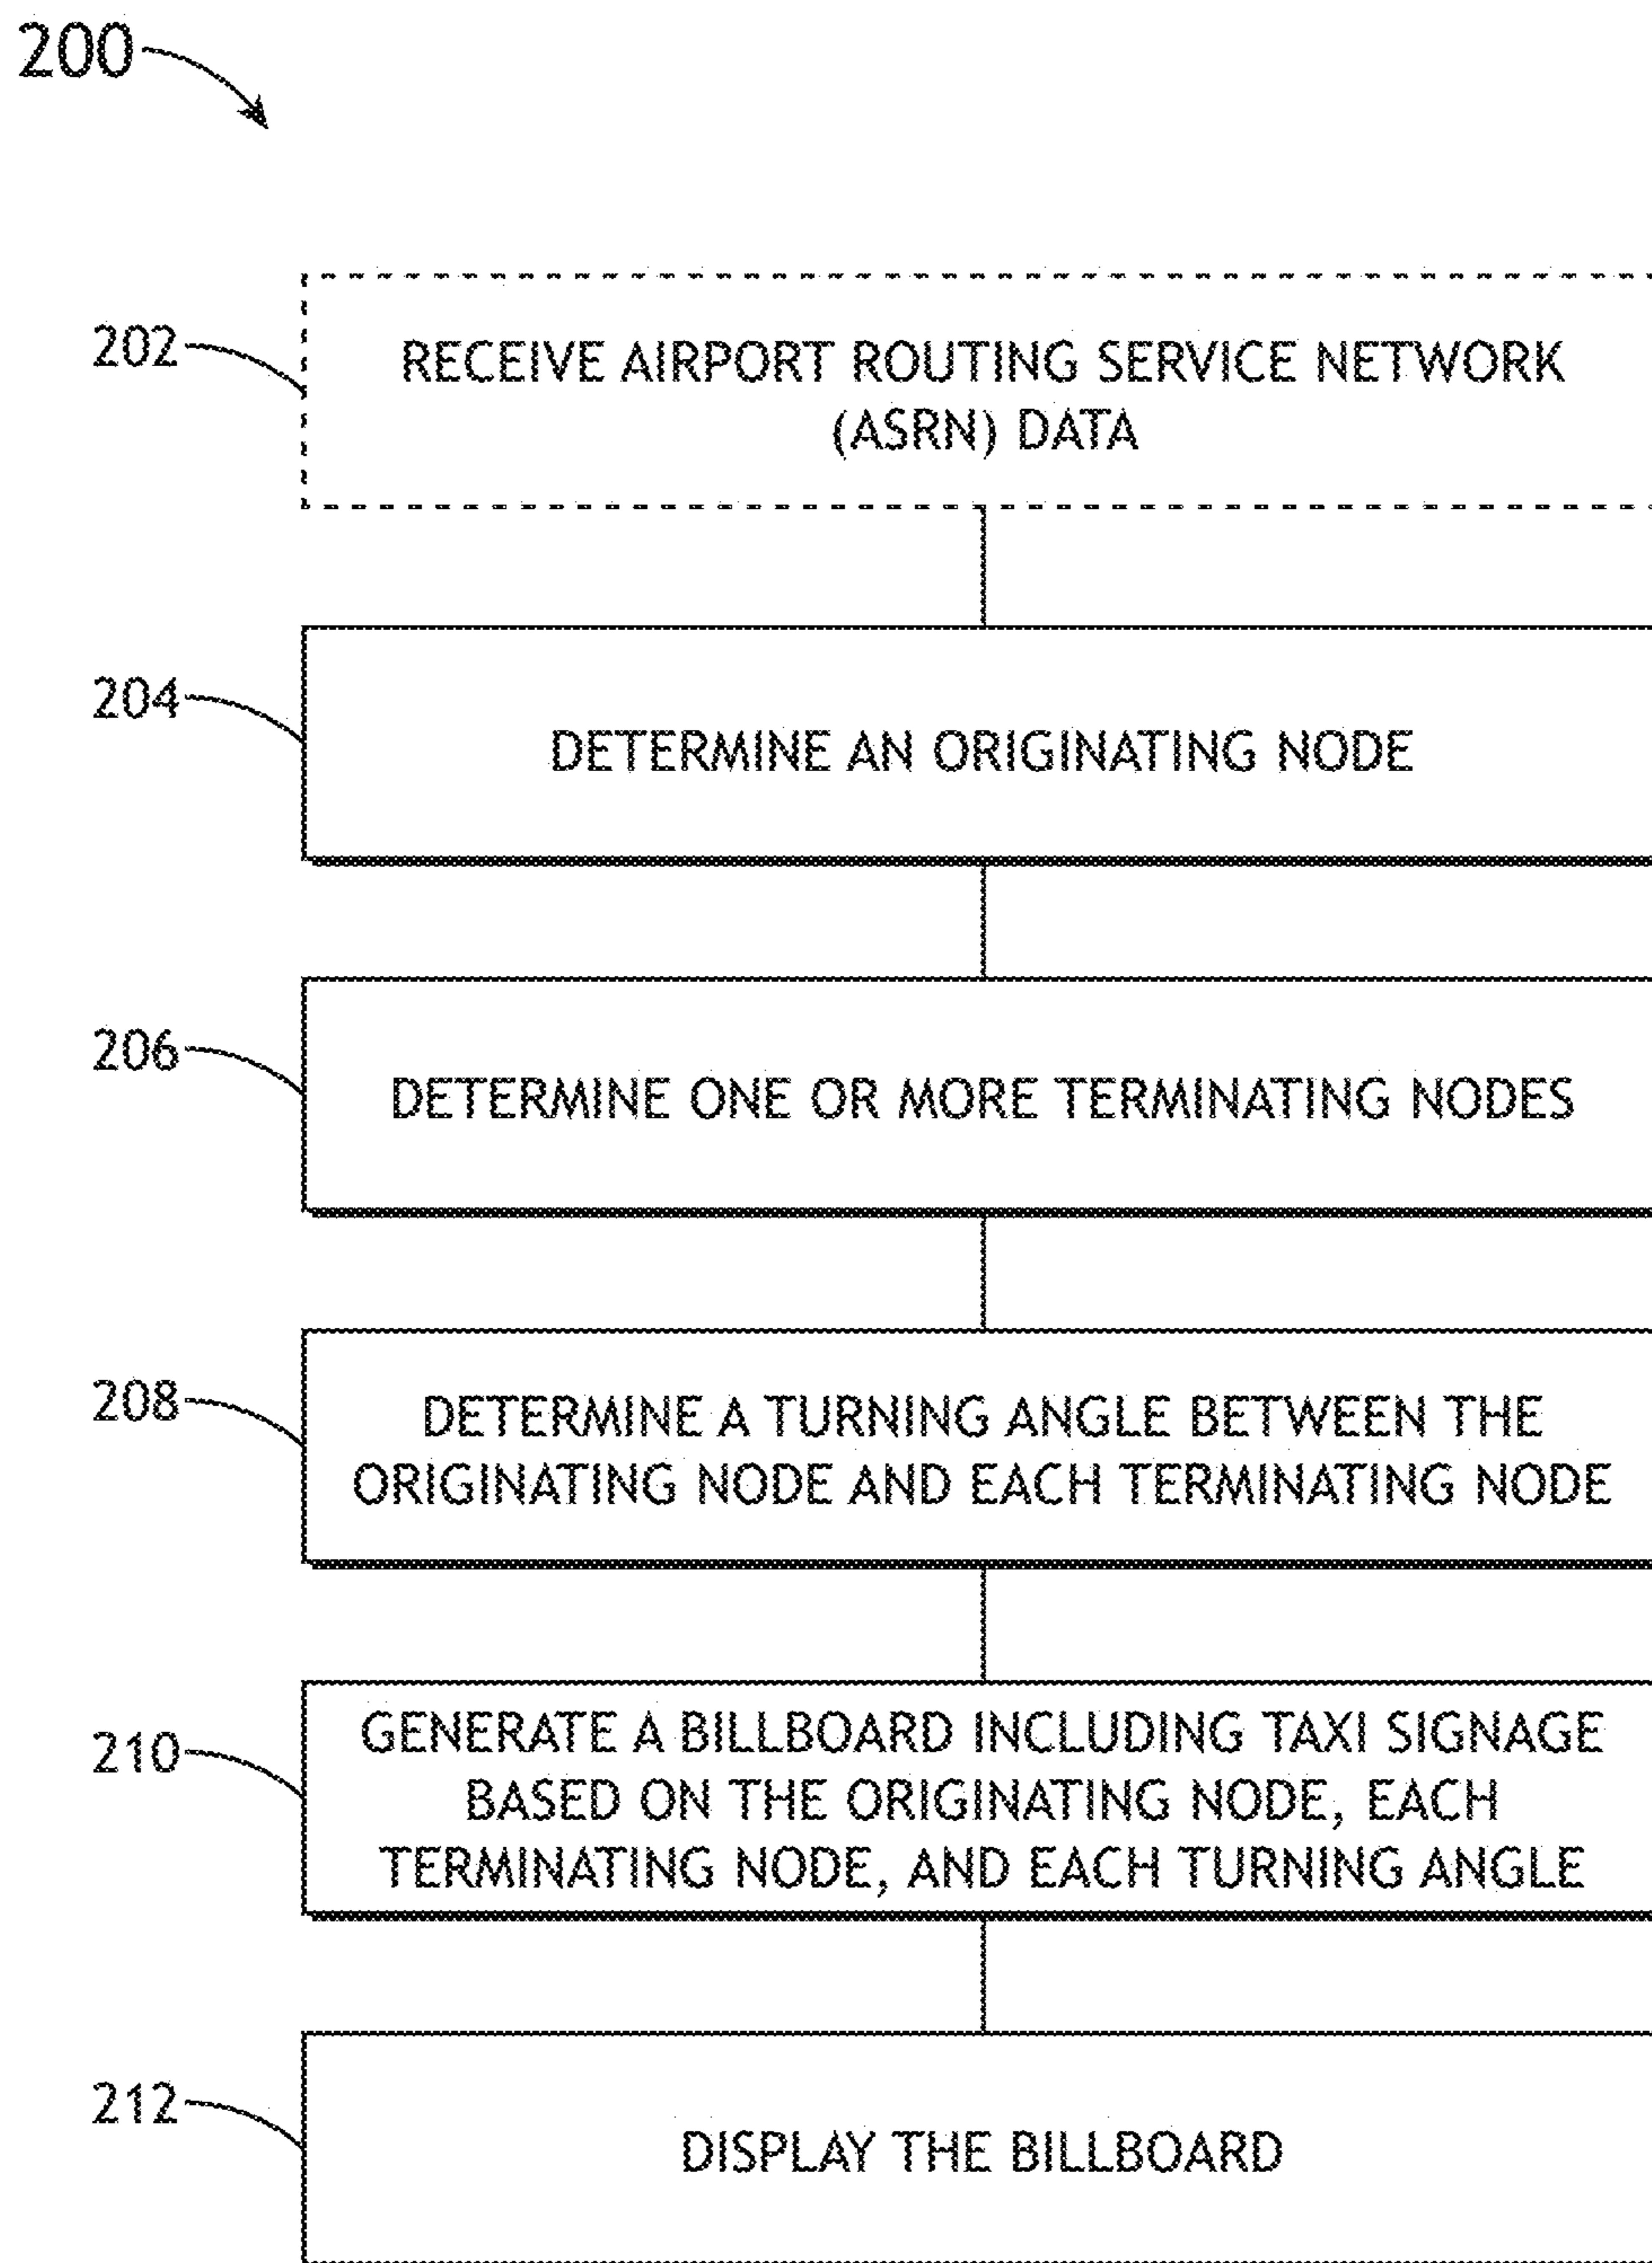 200
202
RECEIVE AIRPORT ROUTING SERVICE NETWORK
(ASRN) DATA
204
DETERMINE AN ORIGINATING NODE
206
DETERMINE ONE OR MORE TERMINATING NODES
208
DETERMINE A TURNING ANGLE BETWEEN THE
ORIGINATING NODE AND EACH TERMINATING NODE
210
GENERATE A BILLBOARD INCLUDING TAXI SIGNAGE
BASED ON THE ORIGINATING NODE, EACH
TERMINATING NODE, AND EACH TURNING ANGLE
212
DISPLAY THE BILLBOARD